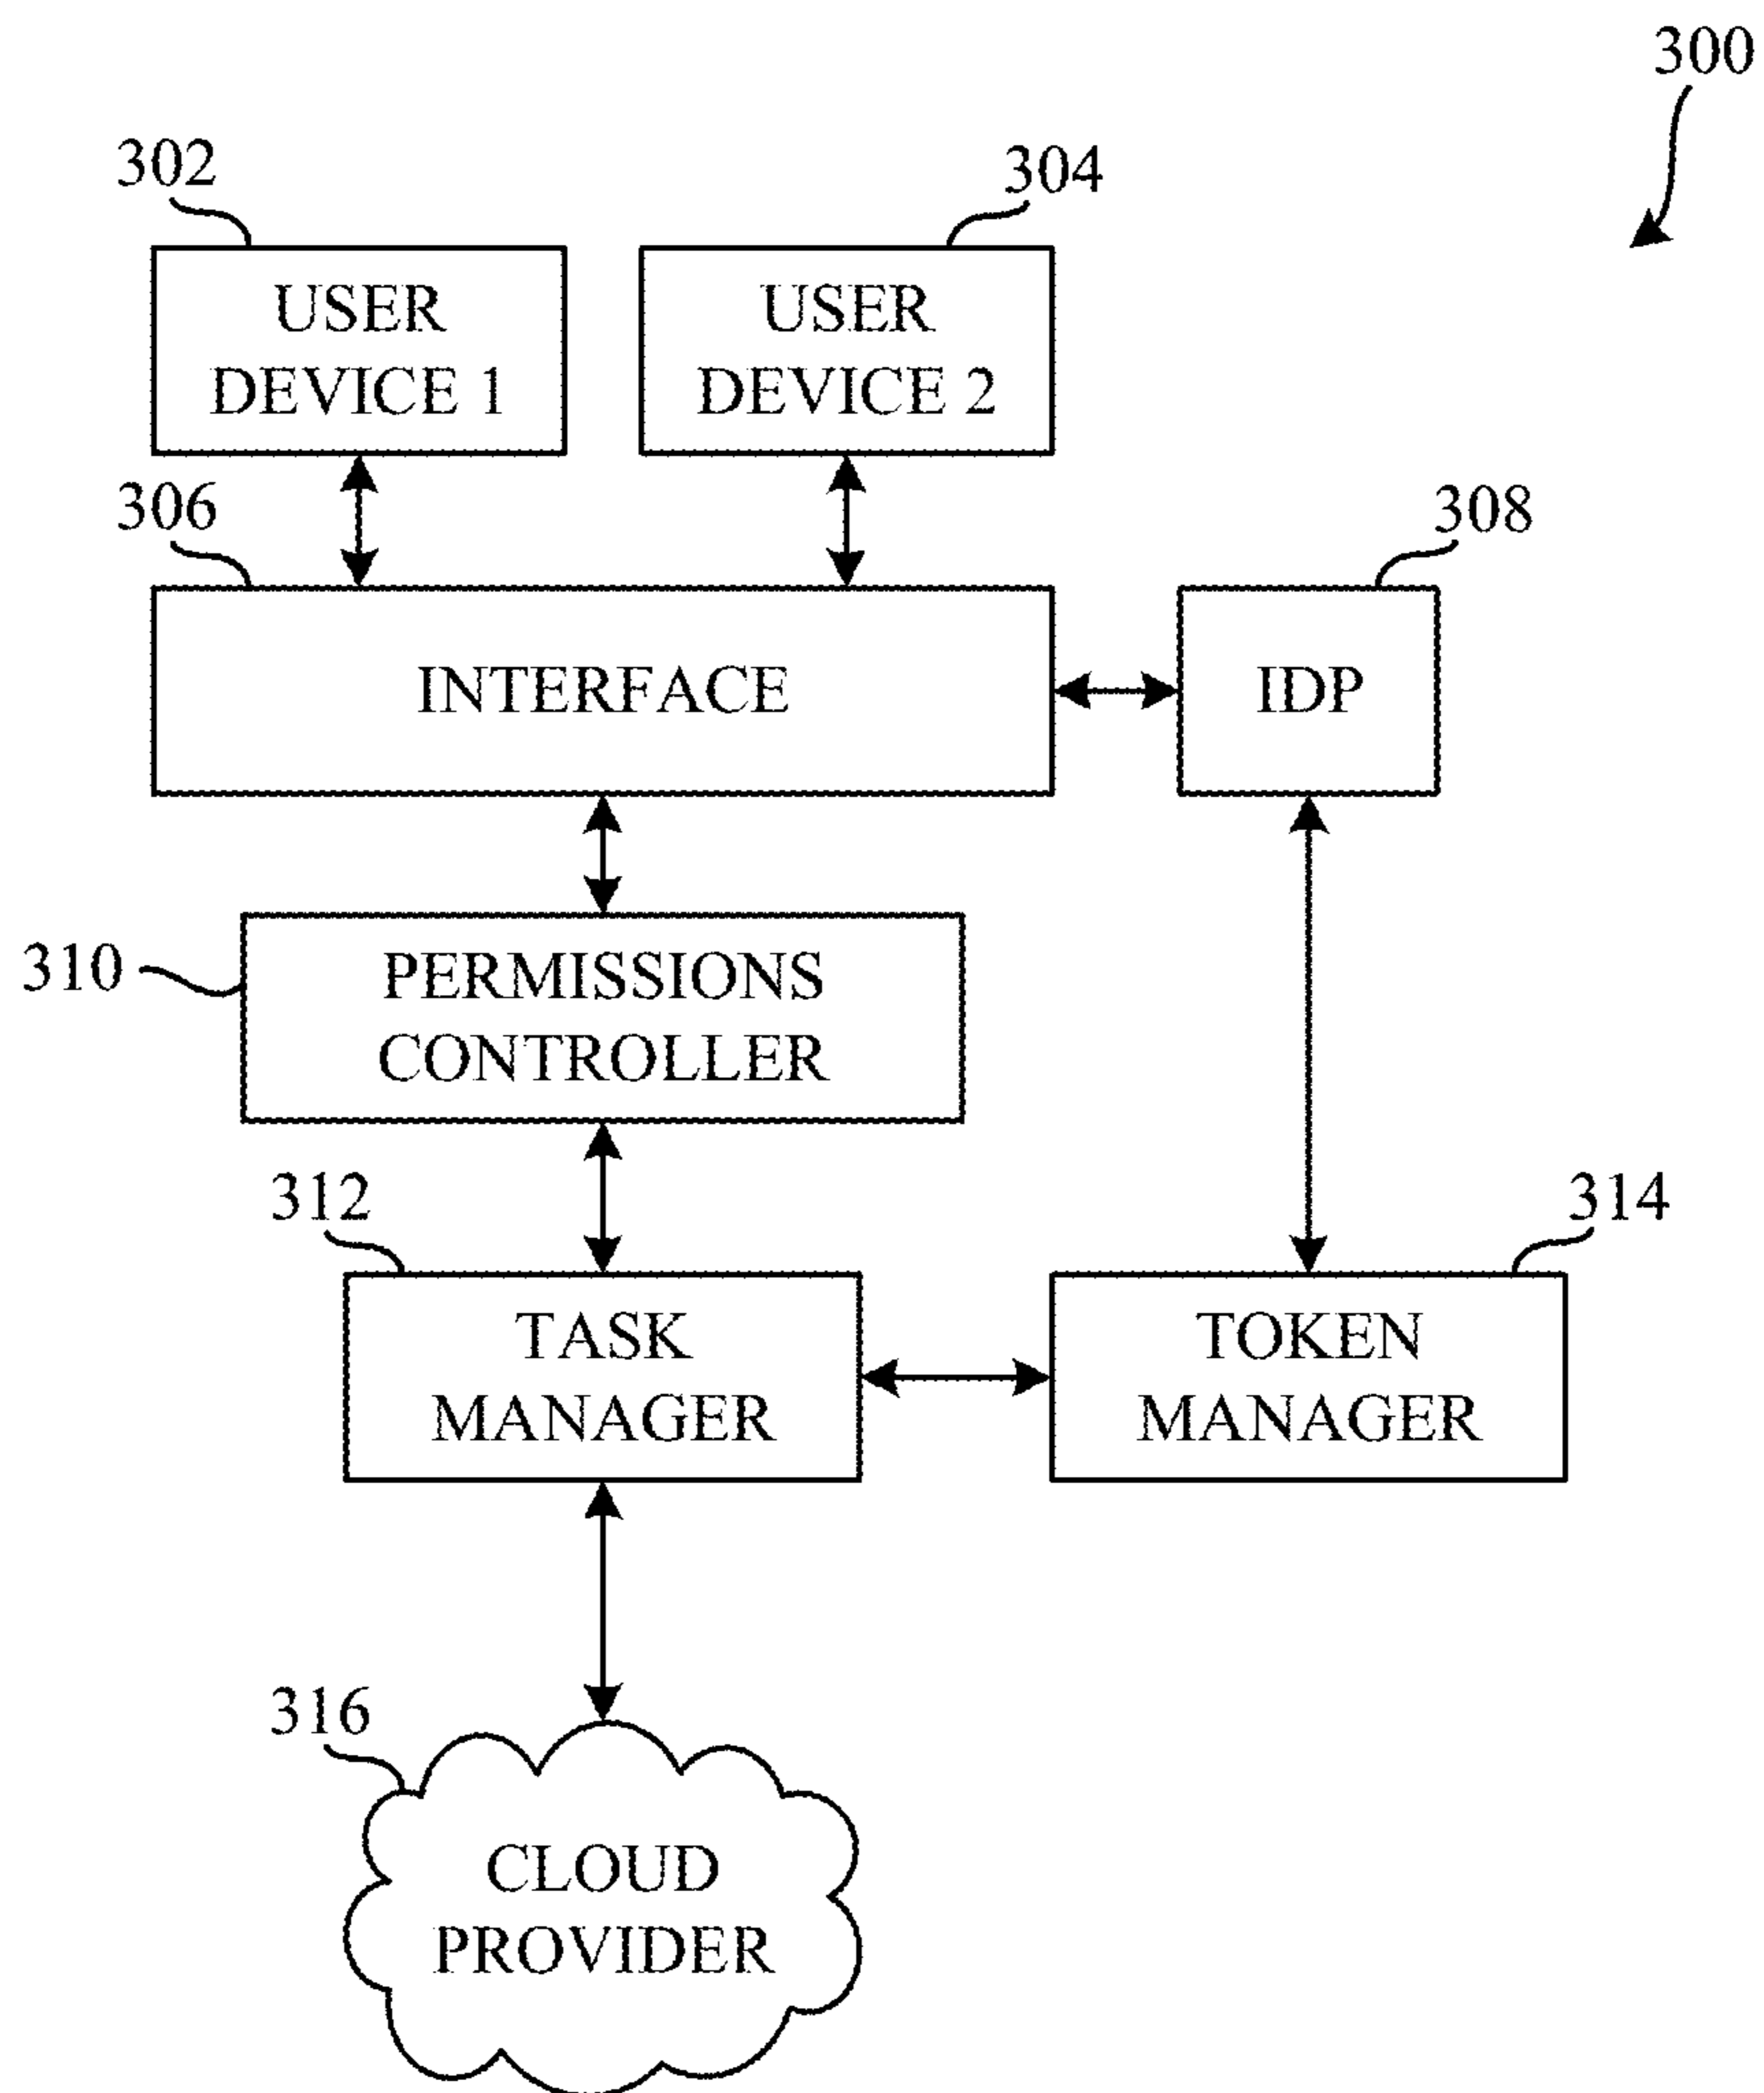 300
302
304
USER
DEVICE 1
USER
DEVICE 2
306
308
INTERFACE
IDP
310
PERMISSIONS
CONTROLLER
312
314
TASK
MANAGER
TOKEN
MANAGER
316
CLOUD
PROVIDER